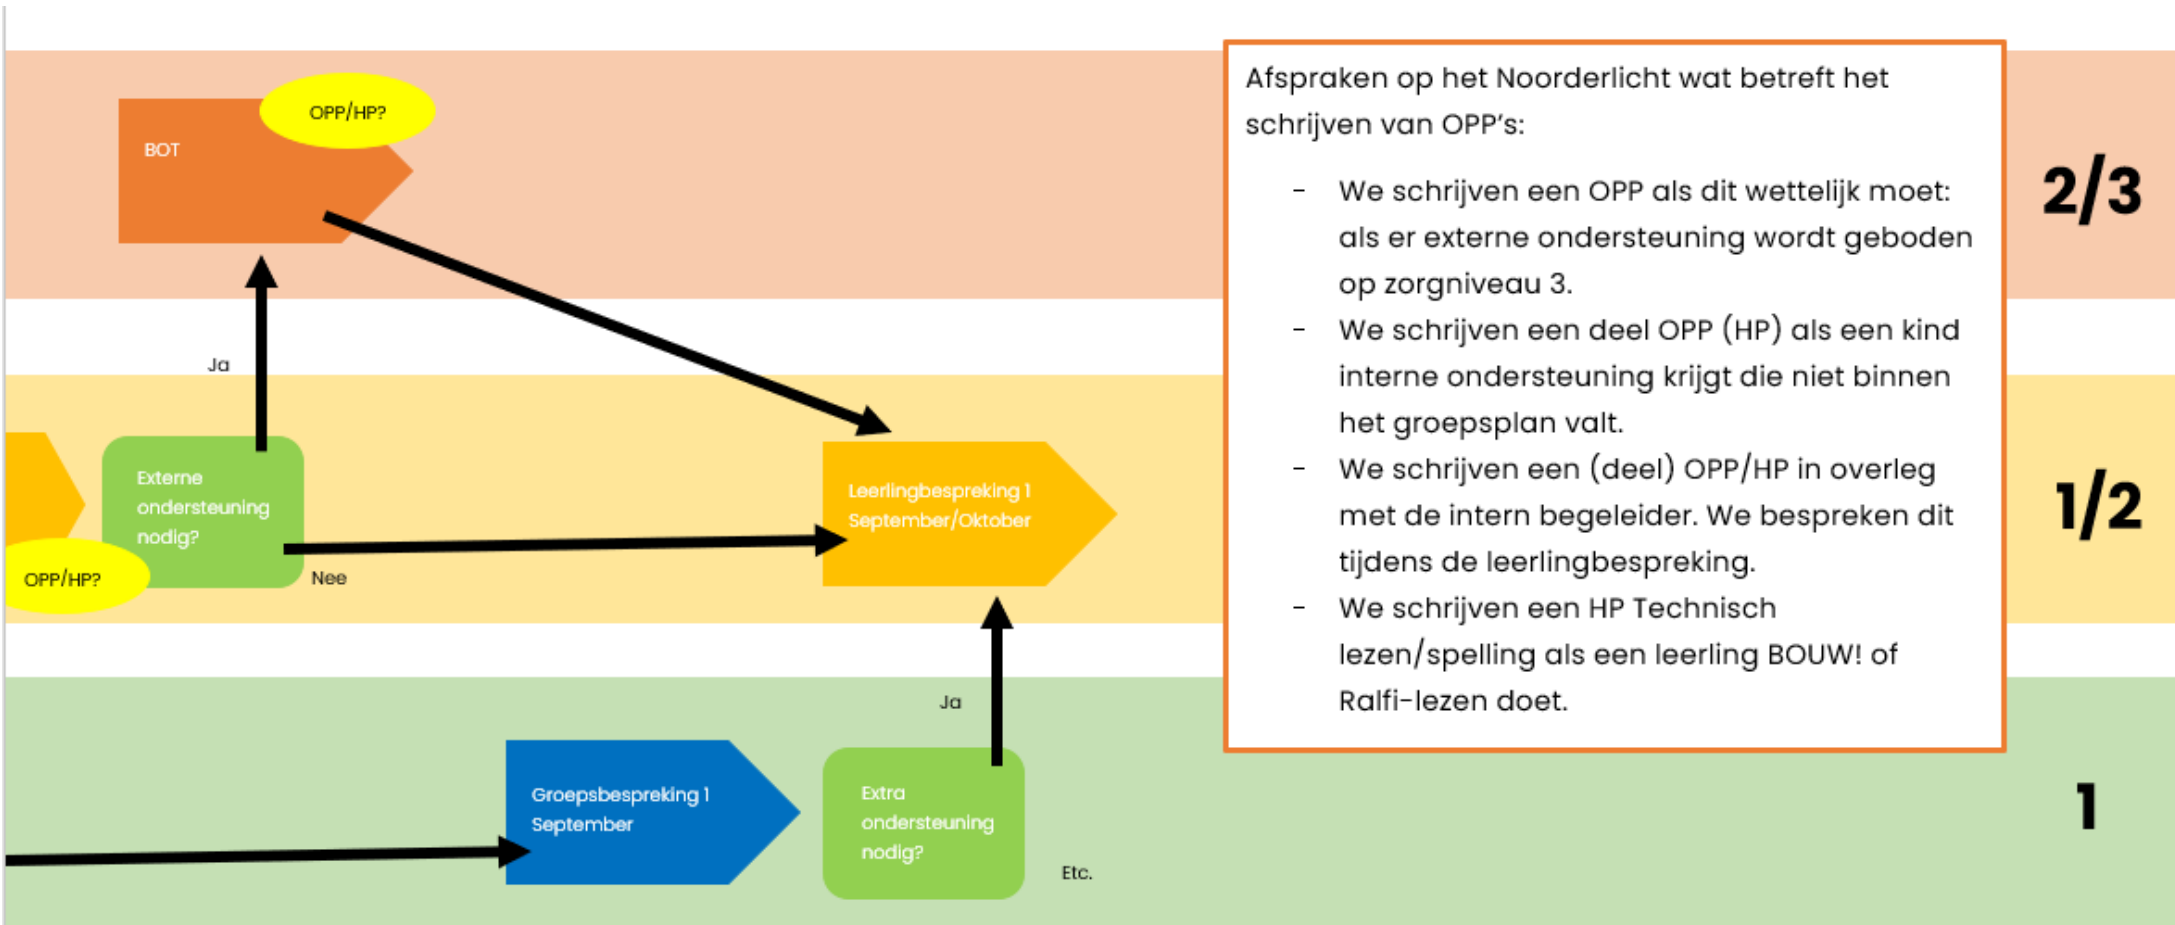 OPP/HP?
BOT
Ja
Externe
ondersteuning
nodig?
OPP/HP?
Nee
Leerlingbespreking 1
September/Oktober
Ja
Groepsbespreking 1
September
Extra
ondersteuning
nodig?
Etc.
Afspraken op het Noorderlicht wat betreft het
schrijven van OPP's:
- We schrijven een OPP als dit wettelijk moet:
als er externe ondersteuning wordt geboden
op zorgniveau 3.
- We schrijven een deel OPP (HP) als een kind
interne ondersteuning krijgt die niet binnen
het groepsplan valt.
- We schrijven een (deel) OPP/HP in overleg
met de intern begeleider. We bespreken dit
tijdens de leerlingbespreking.
- We schrijven een HP Technisch
lezen/spelling als een leerling BOUW! of
Ralfi-lezen doet.
2/3
1/2
1